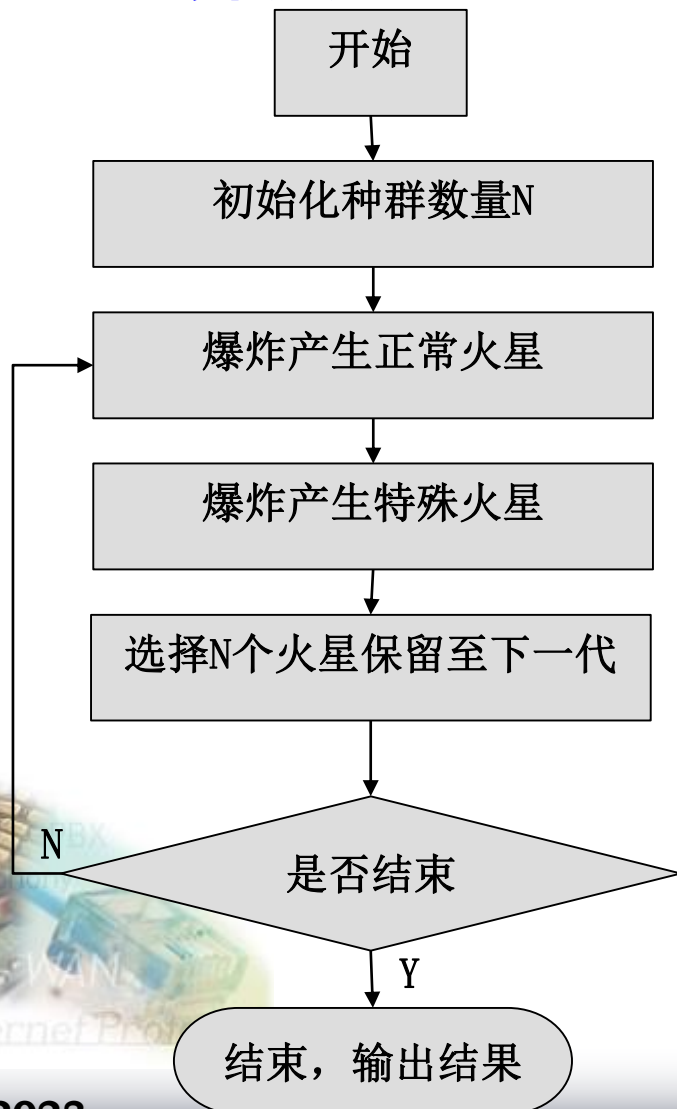 开始
初始化种群数量N
爆炸产生正常火星
爆炸产生特殊火星
选择N个火星保留至下一代
N
是否结束
Y
WAN
结束，输出结果